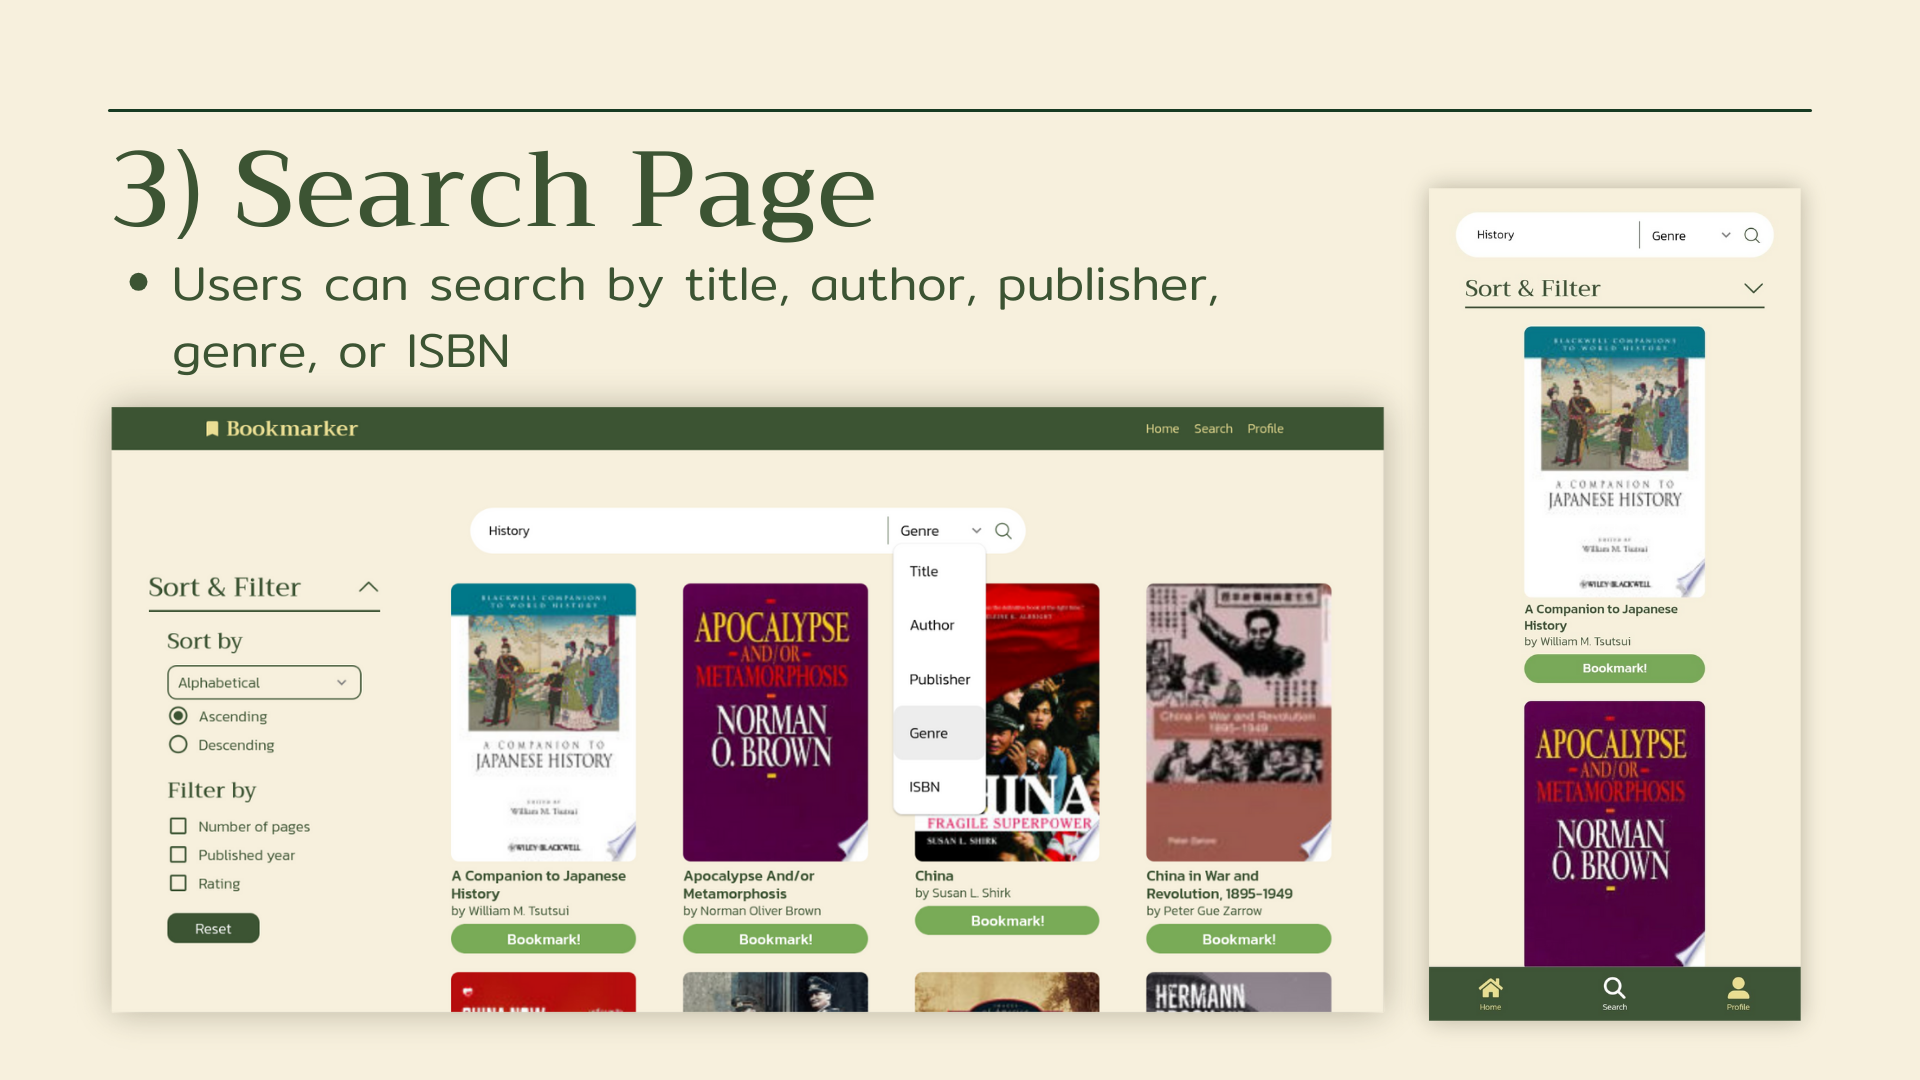 3) Search Page
Users can search by title, author, publisher,
genre, or ISBN
Bookmarker
Home Search Profile
History
Genre
Title
Author
Publisher
Genre
ISBN
Sort & Filter
Sort by
Alphabetical
Ascending
Descending
Filter by
Number of pages
Published year
Rating
Reset
BLACKWELL COMPANIONS
TO WORLD HISTORY
A COMPANION TO
JAPANESE HISTORY
EDITED BY
William M. Tsutsui
WILEY-BLACKWELL
A Companion to Japanese
History
by William M. Tsutsui
Bookmark!
APOCALYPSE
-AND/OR-
METAMORPHOSIS
NORMAN
O. BROWN
Apocalypse And/or
Metamorphosis
by Norman Oliver Brown
Bookmark!
FRAGILE SUPERPOWER
SUSAN L. SHIRK
China
by Susan L. Shirk
Bookmark!
China in War and Revolution
1895-1949
Peter Zarrow
China in War and
Revolution, 1895-1949
by Peter Gue Zarrow
Bookmark!
CHINA NOW
HERMANN
History
Genre
Sort & Filter
BLACKWELL COMPANIONS
TO WORLD HISTORY
A COMPANION TO
JAPANESE HISTORY
EDITED BY
William M. Tsutsui
WILEY-BLACKWELL
A Companion to Japanese
History
by William M. Tsutsui
Bookmark!
APOCALYPSE
-AND/OR-
METAMORPHOSIS
NORMAN
O. BROWN
Home
Search
Profile